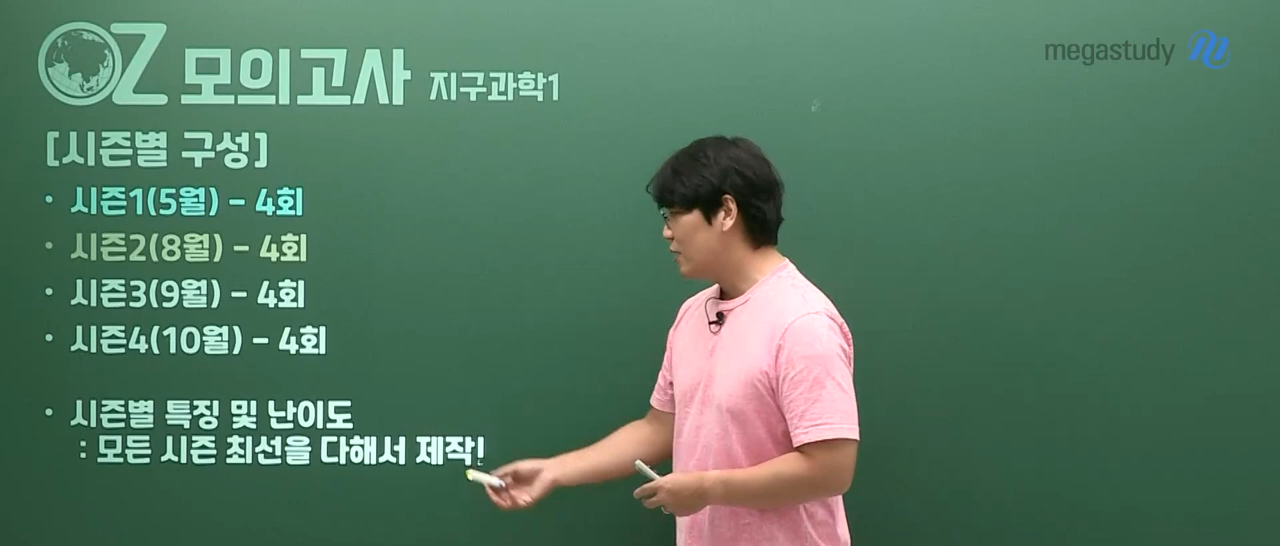 OZ 모의고사 지구과학1
megastudy
[시즌별 구성]
• 시즌1(5월) – 4회
• 시즌2(8월) – 4회
• 시즌3(9월) – 4회
• 시즌4(10월) – 4회
• 시즌별 특징 및 난이도
: 모든 시즌 최선을 다해서 제작!